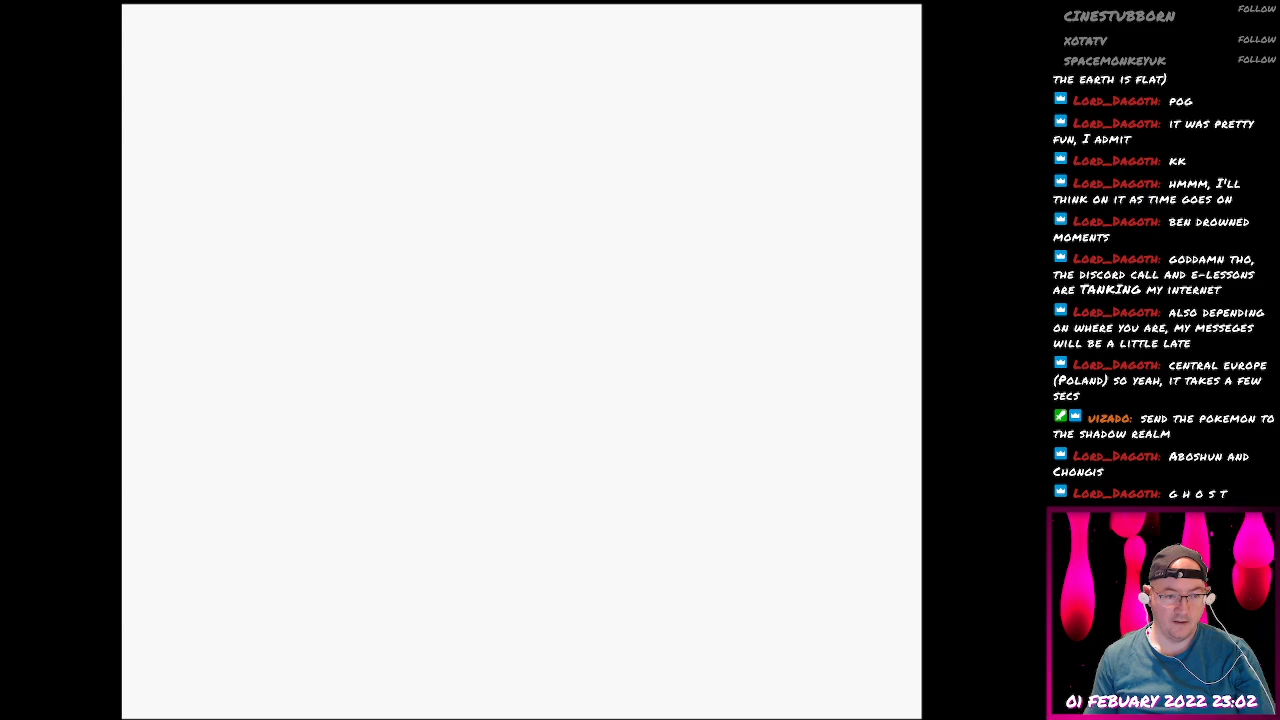 CINESTUBBORN FOLLOW
XOTATV FOLLOW
SPACEMONKEYUK FOLLOW
THE EARTH IS FLAT)
LORD_DAGOTH: POG
LORD_DAGOTH: IT WAS PRETTY
FUN, I ADMIT
LORD_DAGOTH: KK
LORD_DAGOTH: HMMM, I'LL
THINK ON IT AS TIME GOES ON
LORD_DAGOTH: BEN DROWNED
MOMENTS
LORD_DAGOTH: GODDAMN THO,
THE DISCORD CALL AND E-LESSONS
ARE TANKING MY INTERNET
LORD_DAGOTH: ALSO DEPENDING
ON WHERE YOU ARE, MY MESSEGES
WILL BE A LITTLE LATE
LORD_DAGOTH: CENTRAL EUROPE
(POLAND) SO YEAH, IT TAKES A FEW
SECS
VIZADO: SEND THE POKEMON TO
THE SHADOW REALM
LORD_DAGOTH: ABOSHUN AND
CHONGIS
LORD_DAGOTH: G H O S T
01 FEBUARY 2022 23:02